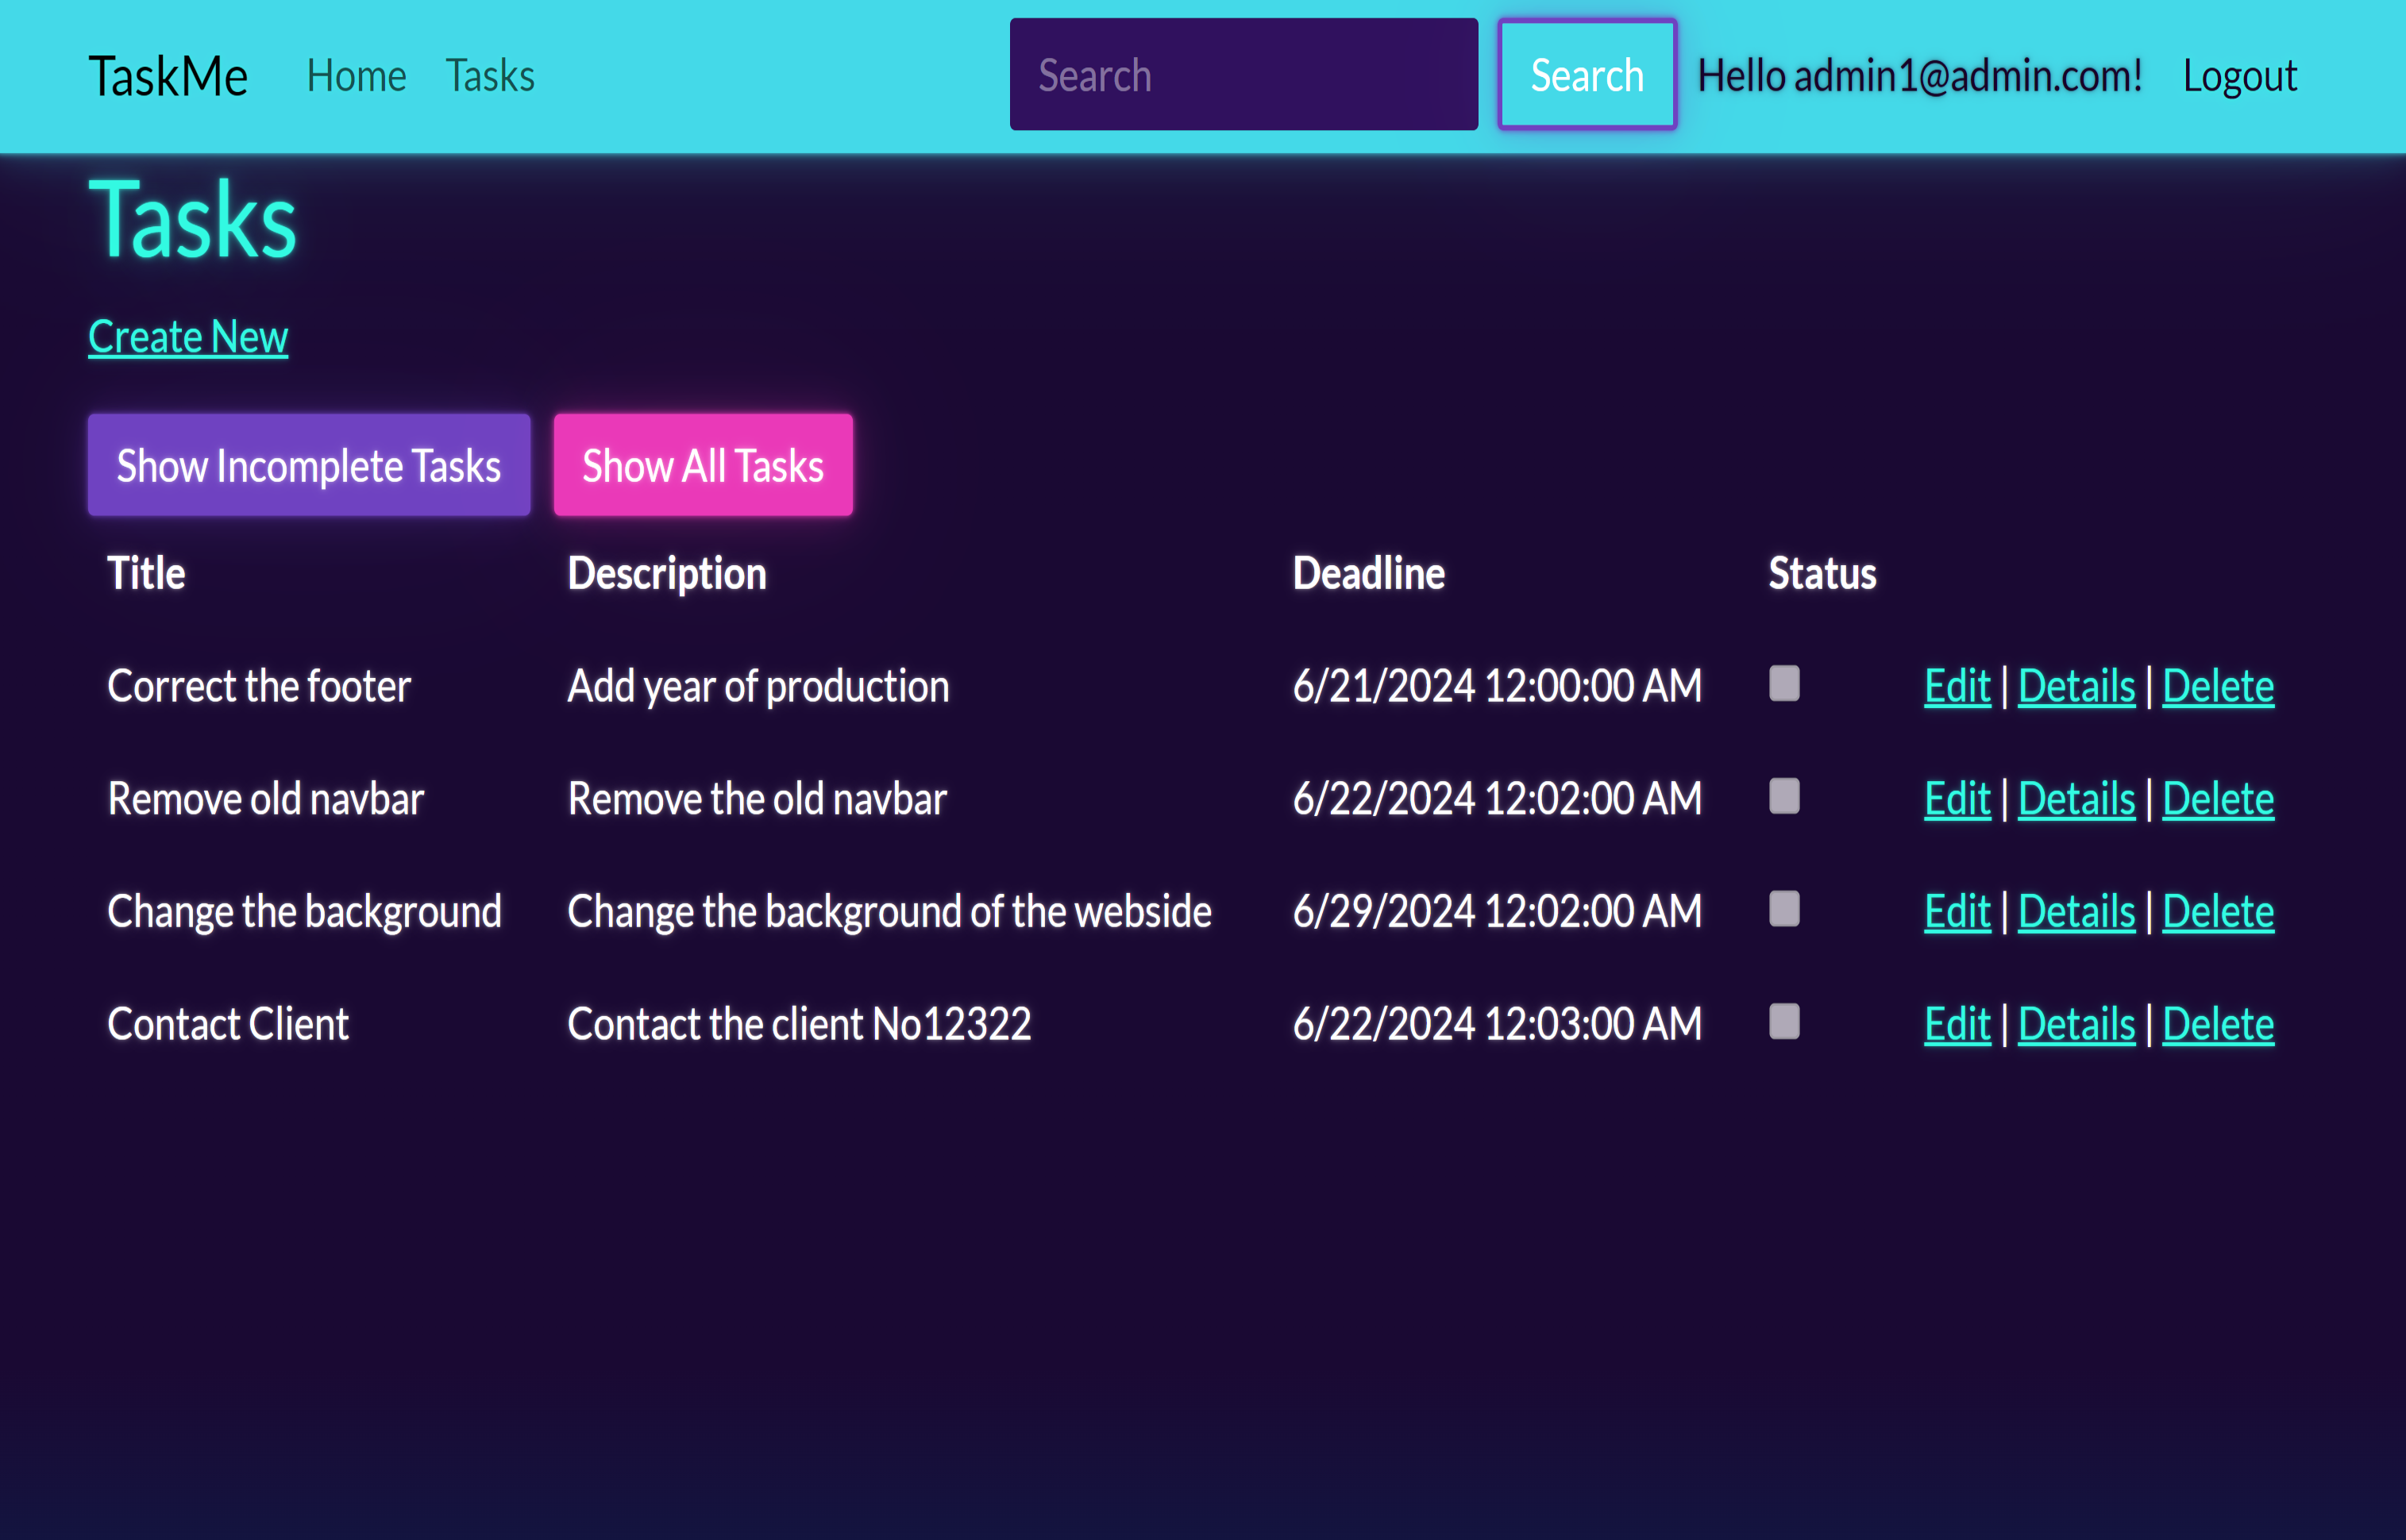 TaskMe Home Tasks Search Search Hello admin1@admin.com! Logout
Tasks
Create New
Show Incomplete Tasks Show All Tasks
Title Description Deadline Status
Correct the footer Add year of production 6/21/2024 12:00:00 AM Edit | Details | Delete
Remove old navbar Remove the old navbar 6/22/2024 12:02:00 AM Edit | Details | Delete
Change the background Change the background of the webside 6/29/2024 12:02:00 AM Edit | Details | Delete
Contact Client Contact the client No12322 6/22/2024 12:03:00 AM Edit | Details | Delete